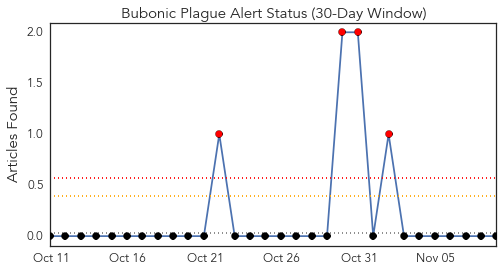 Bubonic Plague Alert Status (30-Day Window)
Articles Found
2.0
1.5
1.0
0.5
0.0
Oct 11 Oct 16 Oct 21 Oct 26 Oct 31 Nov 05